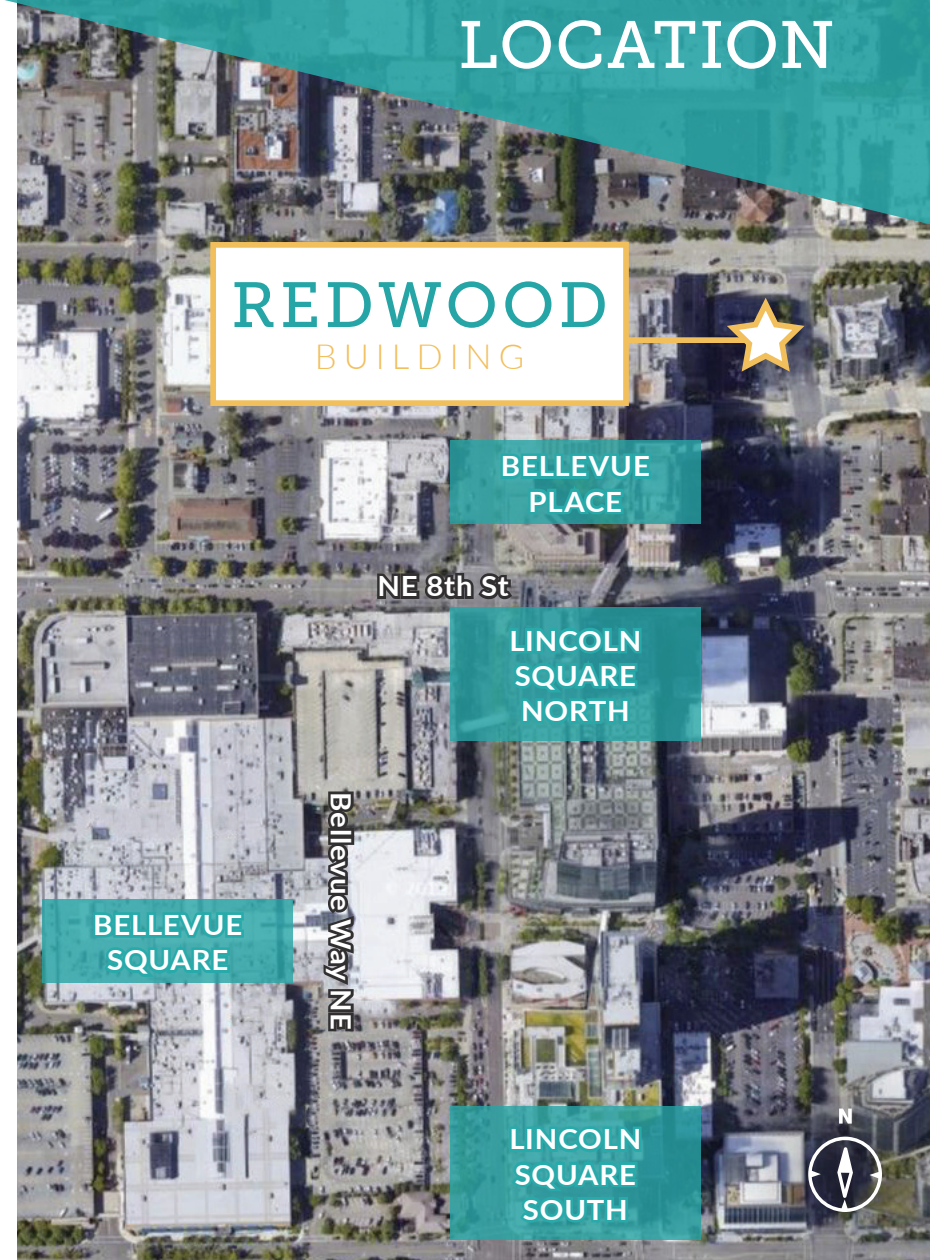 LOCATION
REDWOOD
BUILDING
BELLEVUE
PLACE
NE 8th St
LINCOLN
SQUARE
NORTH
Bellevue Way NE
BELLEVUE
SQUARE
LINCOLN
SQUARE
SOUTH
N